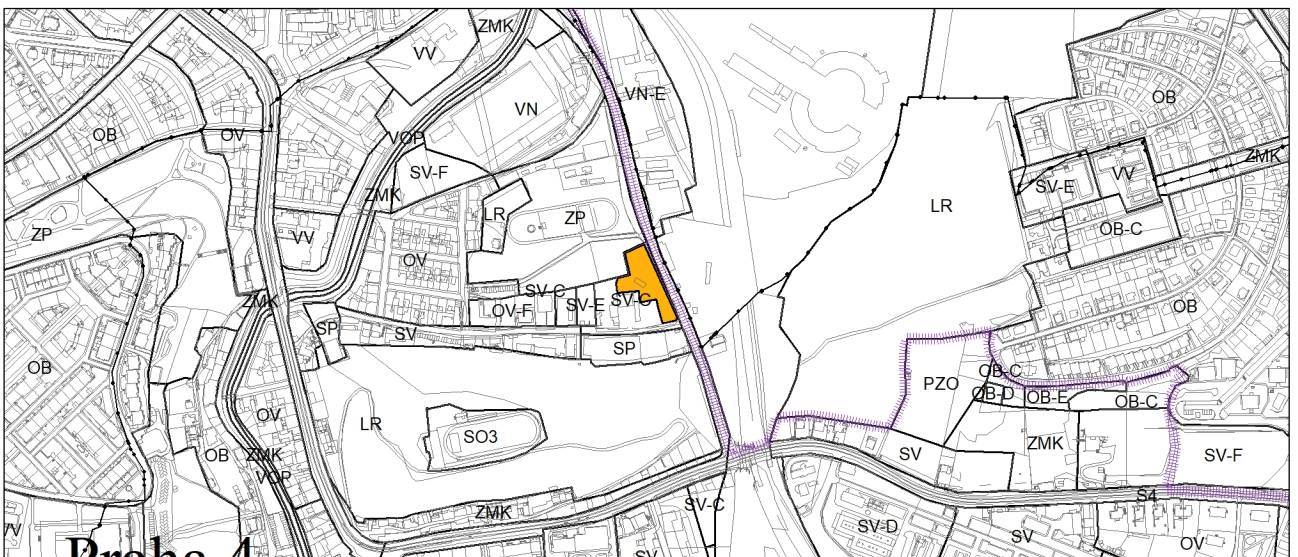 ZMK
VV
VN-E
OB
VN
OB
OV
VOP
ZMK
SV-F
SV-E
VV
ZMK
LR
LR
ZP
ZP
VV
OB-C
OV
SV-C
SV-E
SV-C
OV-F
ZMK
OB
SP
SV
SP
OB
OB-C
PZO
OB-D
OB-E
OB-C
OV
LR
SO3
ZMK
SV
OB
ZMK
SV-F
VOP
S4
SV-C
ZMK
SV-D
SV
VV
OV
SV